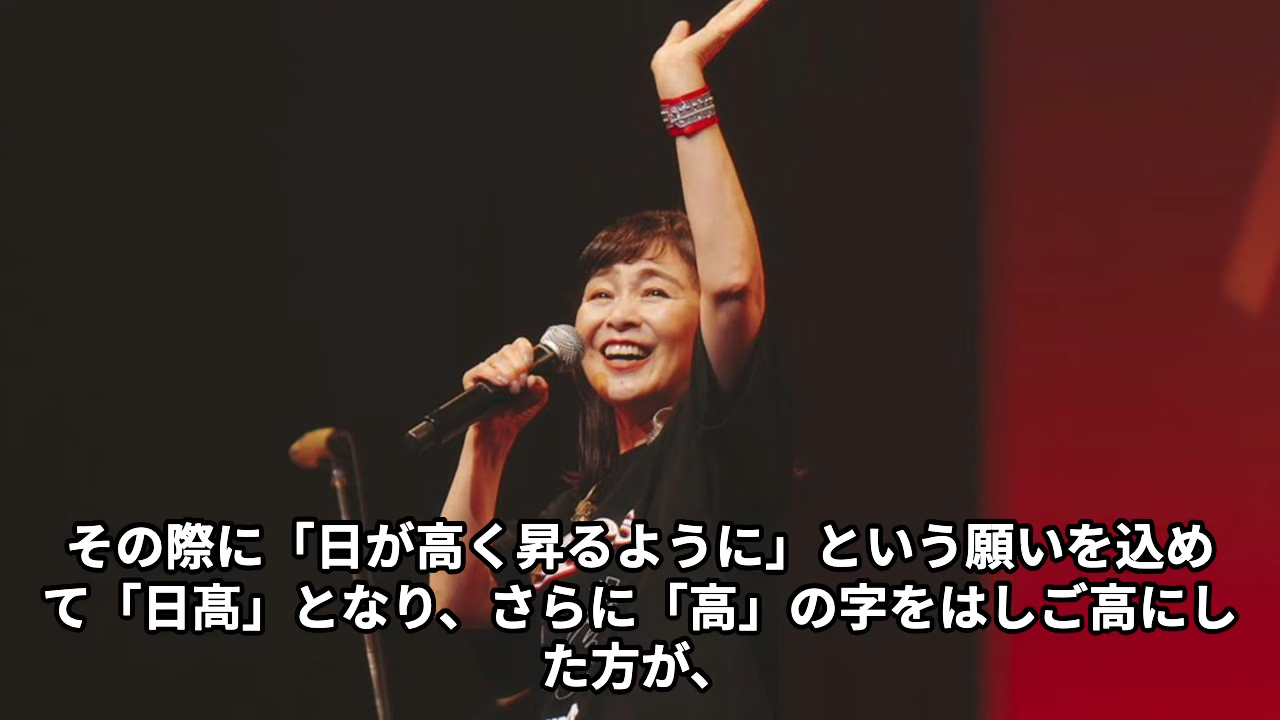 その際に「日が高く昇るように」という願いを込め
て「日髙」となり、さらに「高」の字をはしご高にし
た方が、